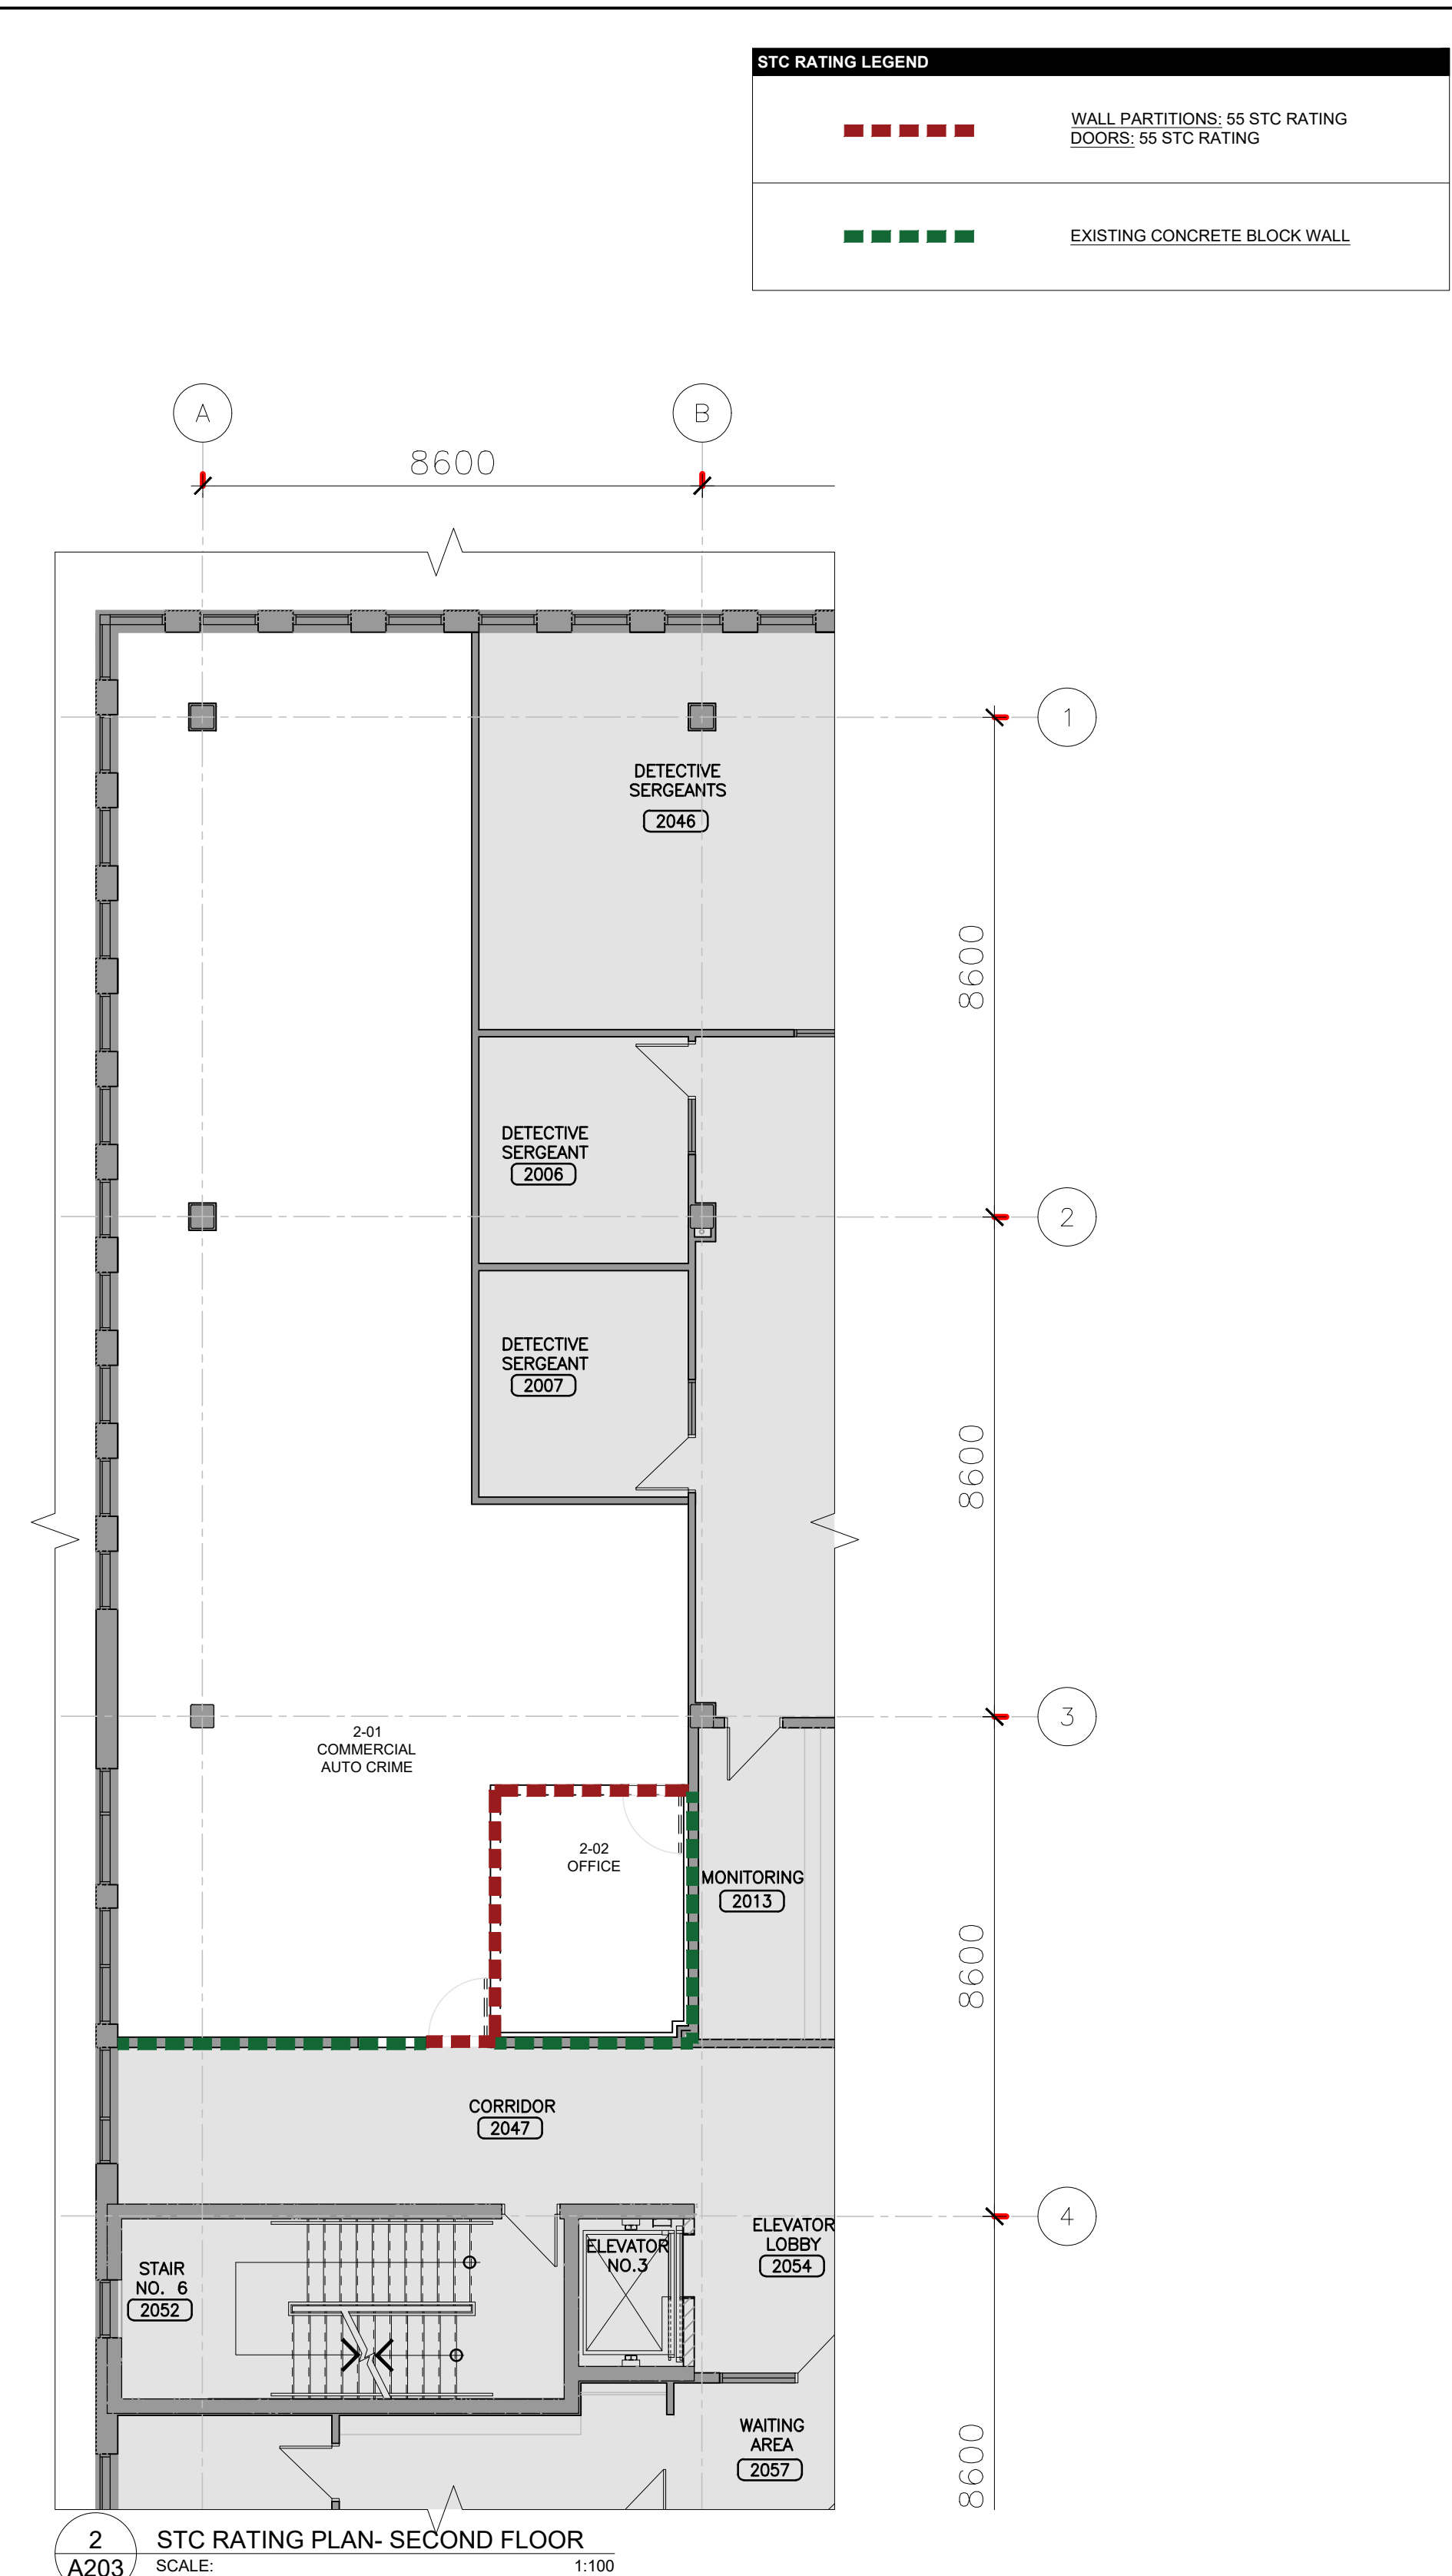 STC RATING LEGEND
WALL PARTITIONS: 55 STC RATING
DOORS: 55 STC RATING
EXISTING CONCRETE BLOCK WALL
A
B
8600
1
DETECTIVE
SERGEANTS
2046
8600
DETECTIVE
SERGEANT
2006
2
DETECTIVE
SERGEANT
2007
8600
3
2-01
COMMERCIAL
AUTO CRIME
2-02
OFFICE
MONITORING
2013
8600
CORRIDOR
2047
4
ELEVATOR
LOBBY
2054
ELEVATOR
NO.3
STAIR
NO. 6
2052
WAITING
AREA
2057
8600
2
A203
STC RATING PLAN- SECOND FLOOR
SCALE: 1:100